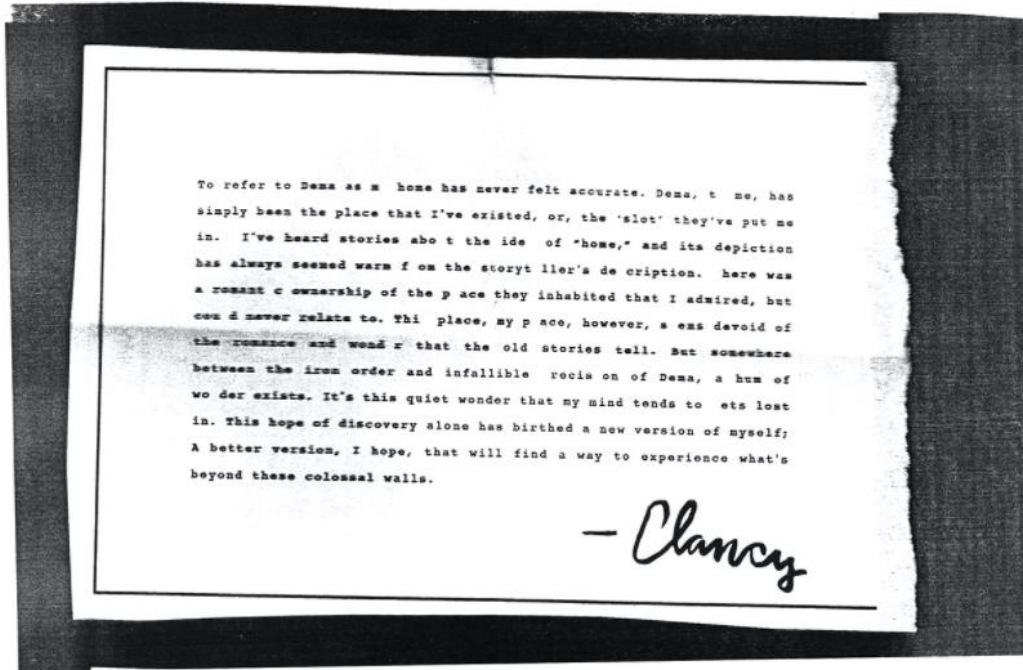 To refer to Dema as m  home has never felt accurate. Dema, t  me, has
simply been the place that I've existed, or, the 'slot' they've put me
in.  I've heard stories abo t the ide  of "home," and its depiction
has always seemed warm f om the storyt ller's de cription.  here was
a romant c ownership of the p ace they inhabited that I admired, but
cou d never relate to. Thi  place, my p ace, however, s ems devoid of
the romance and wond r that the old stories tell. But somewhere
between the iron order and infallible  recis on of Dema, a hum of
wo der exists. It's this quiet wonder that my mind tends to  ets lost
in. This hope of discovery alone has birthed a new version of myself;
A better version, I hope, that will find a way to experience what's
beyond these colossal walls.
— Clancy